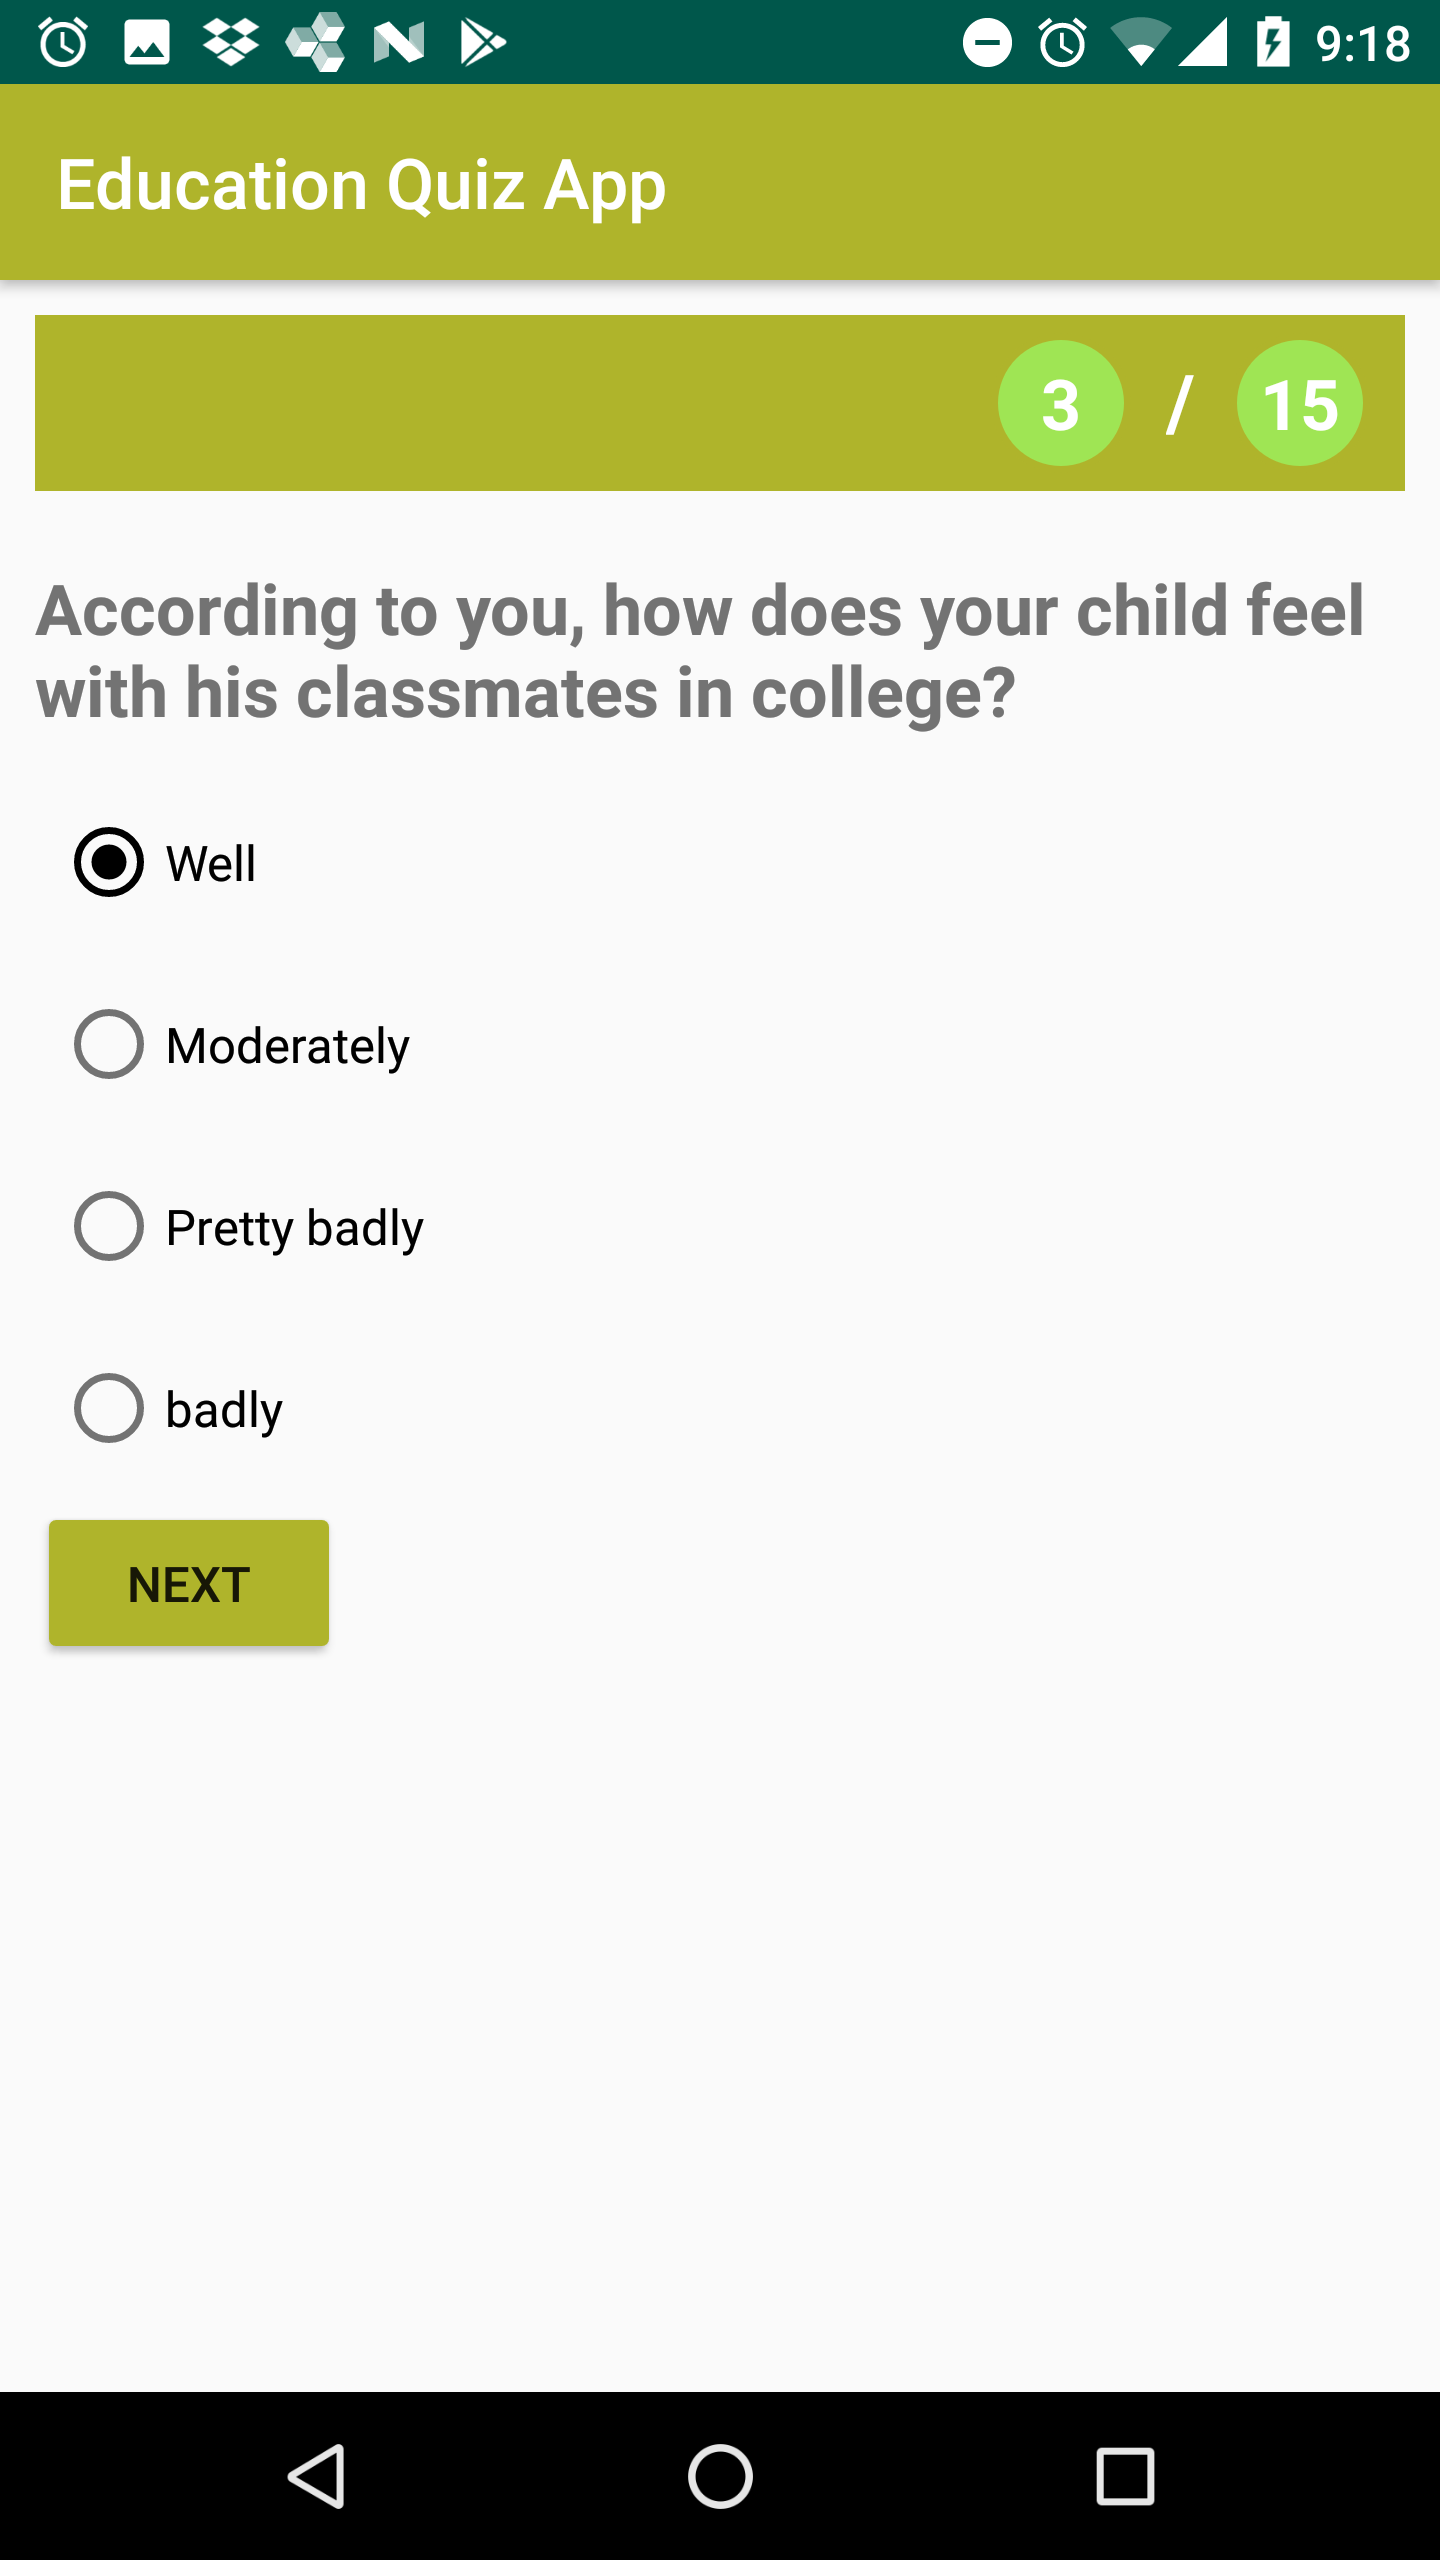 9:18
Education Quiz App
3 / 15
According to you, how does your child feel
with his classmates in college?
Well
Moderately
Pretty badly
badly
NEXT